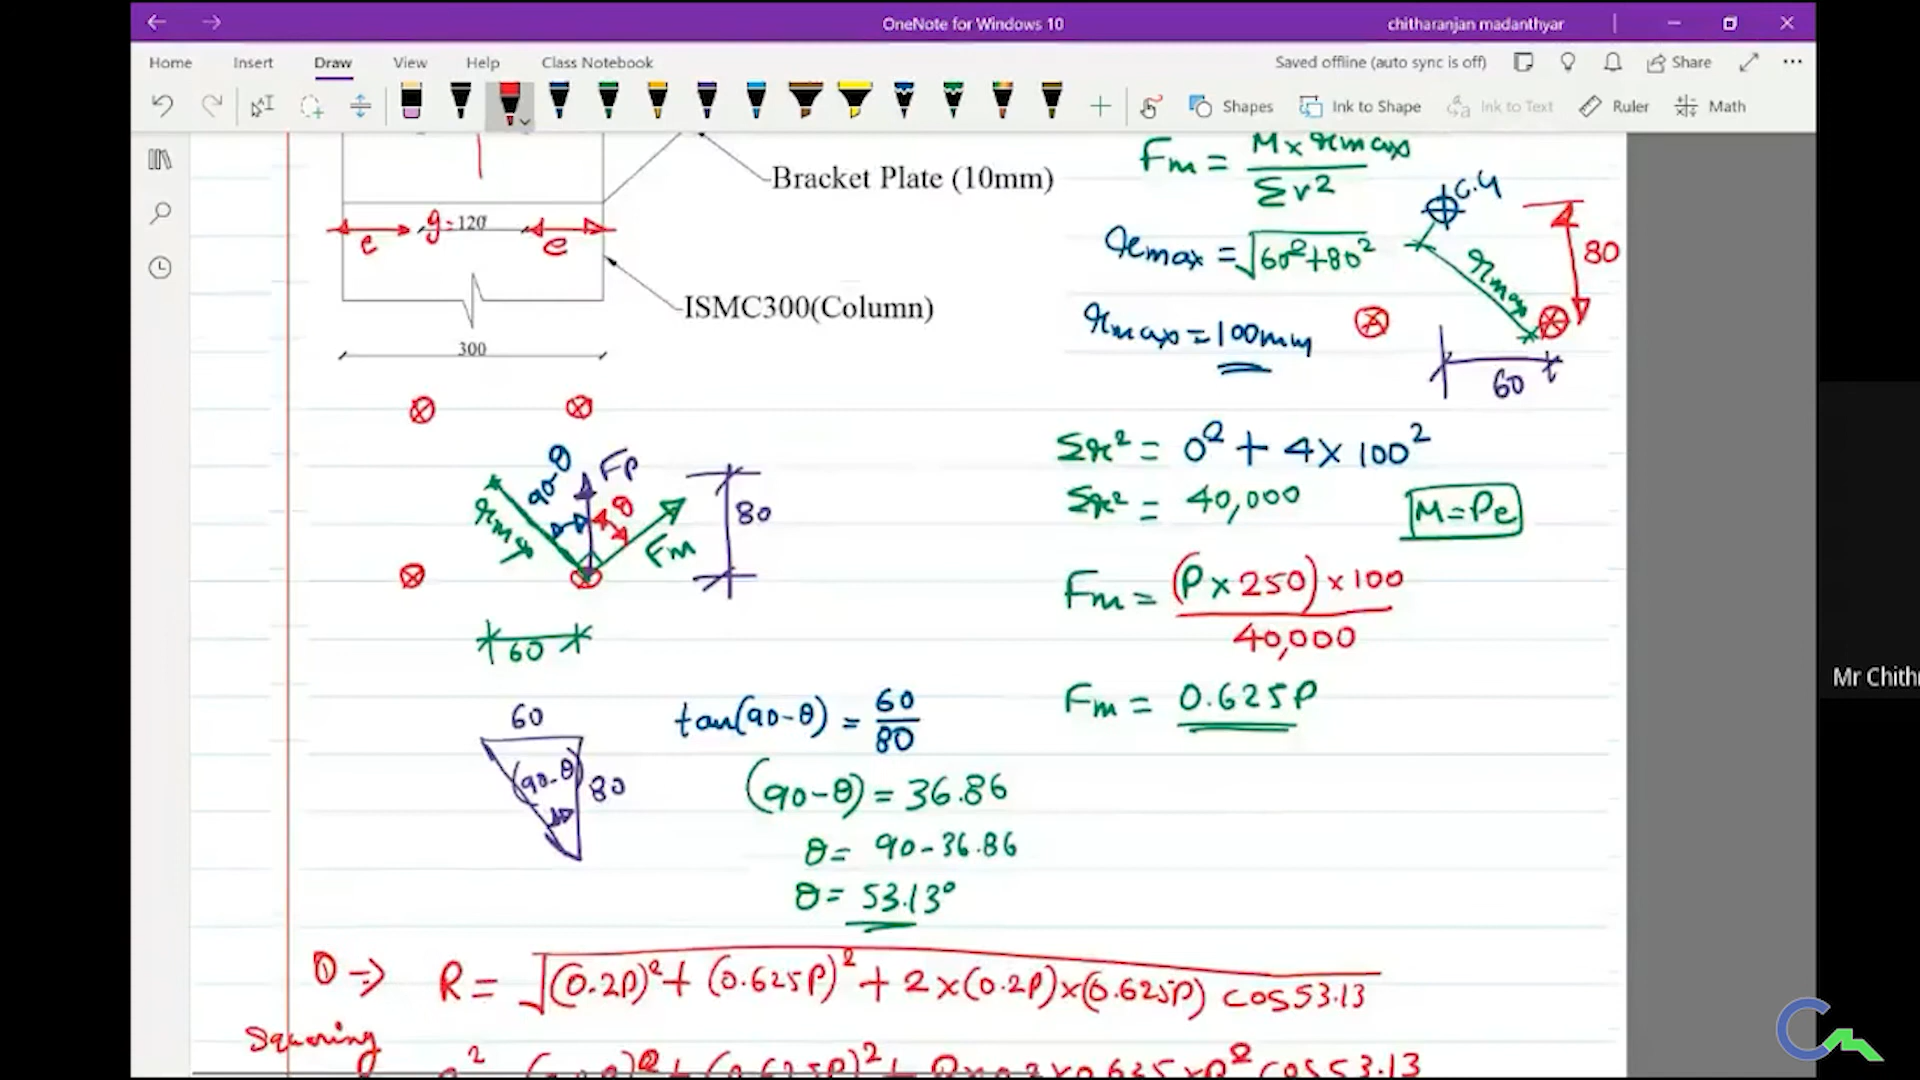 OneNote for Windows 10
chitharanjan madanthyar
Home Insert Draw View Help Class Notebook
Saved offline (auto sync is off) Share
Shapes Ink to Shape Ink to Text Ruler Math
Bracket Plate (10mm)
e g=120 e
ISMC300(Column)
300
Fm = M×rmax / Σr²
C.G
rmax = √60²+80²
rmax
80
60
rmax = 100mm
Σr² = 0² + 4×100²
Σr² = 40,000
M=Pe
Fm = (P×250)×100 / 40,000
Fm = 0.625P
90-θ Fp θ
Fm
80
60
60
(90-θ) 80
tan(90-θ) = 60/80
(90-θ) = 36.86
θ = 90-36.86
θ = 53.13°
① ⇒ R = √(0.2P)²+(0.625P)²+2×(0.2P)×(0.625P) cos53.13
Squaring
Mr Chithr